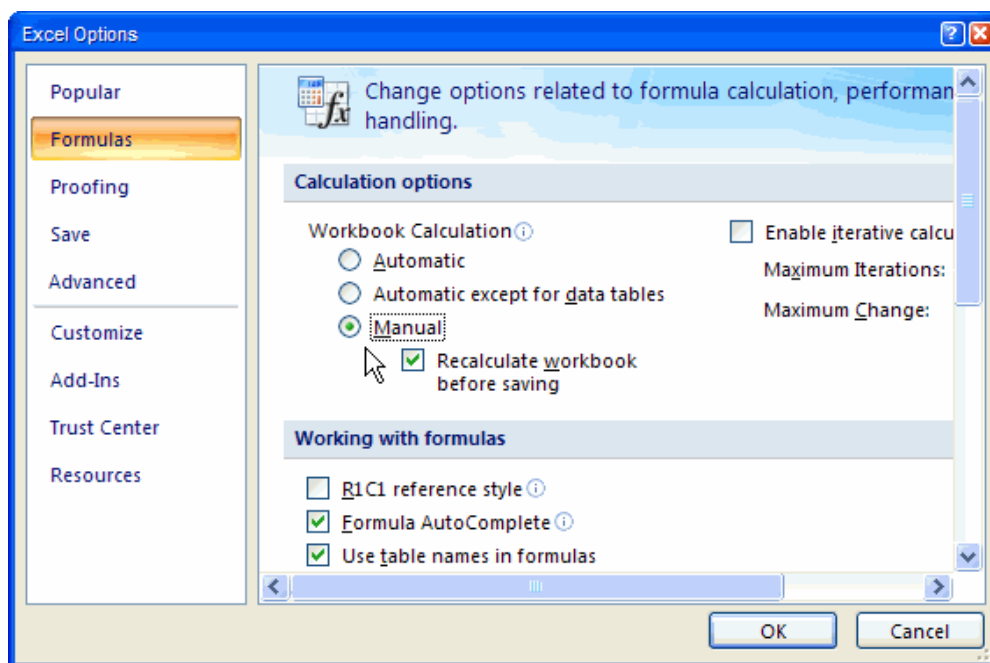 Excel Options
Popular
Formulas
Proofing
Save
Advanced
Customize
Add-Ins
Trust Center
Resources
Change options related to formula calculation, performan
handling.
Calculation options
Workbook Calculation
Automatic
Automatic except for data tables
Manual
Recalculate workbook
before saving
Enable iterative calcu
Maximum Iterations:
Maximum Change:
Working with formulas
R1C1 reference style
Formula AutoComplete
Use table names in formulas
OK
Cancel